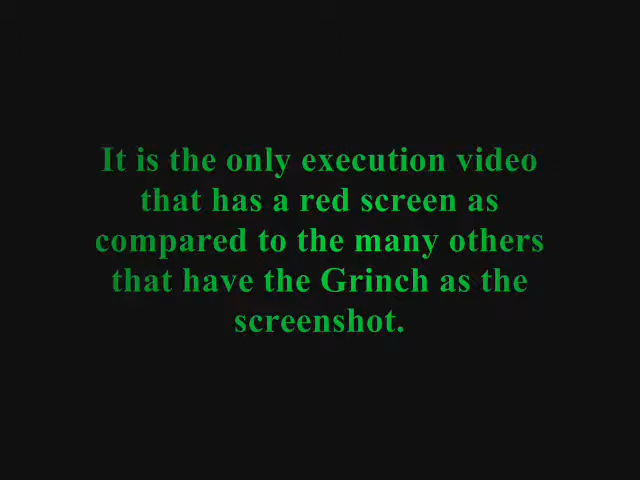 It is the only execution video
that has a red screen as
compared to the many others
that have the Grinch as the
screenshot.